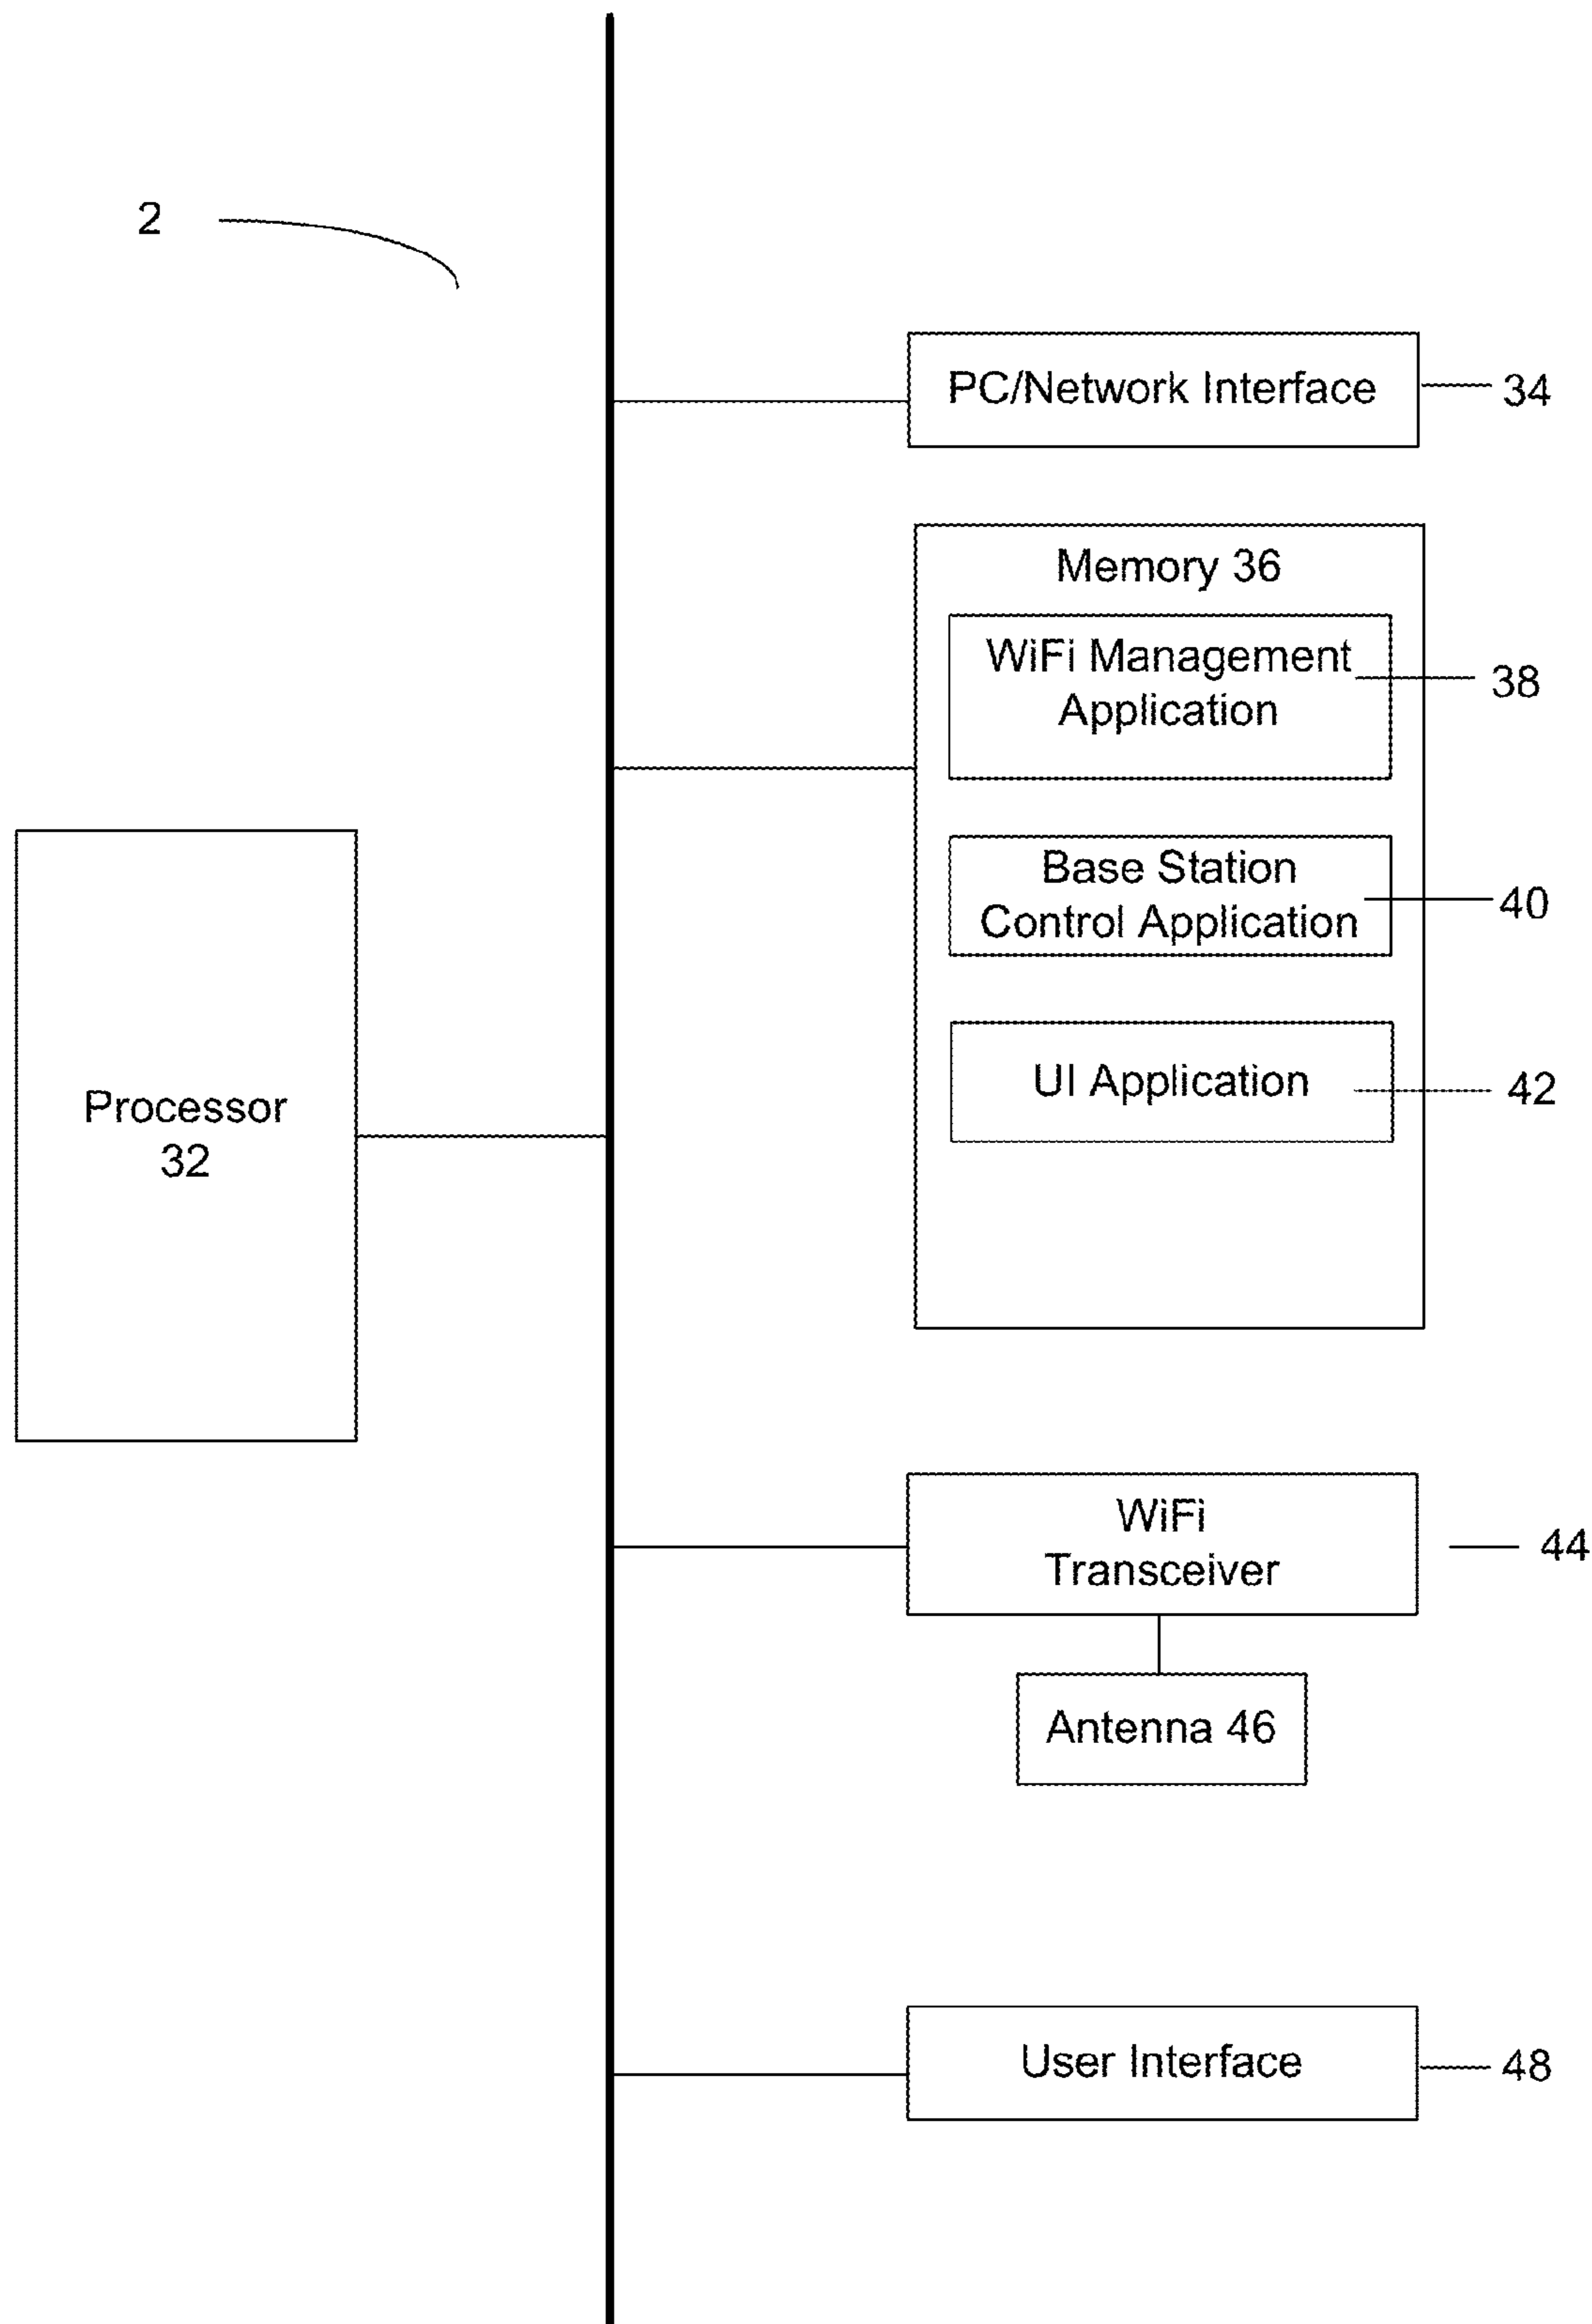 2
PC/Network Interface
34
Memory 36
WiFi Management
Application
38
Base Station
Control Application
40
UI Application
42
Processor
32
WiFi
Transceiver
44
Antenna 46
User Interface
48